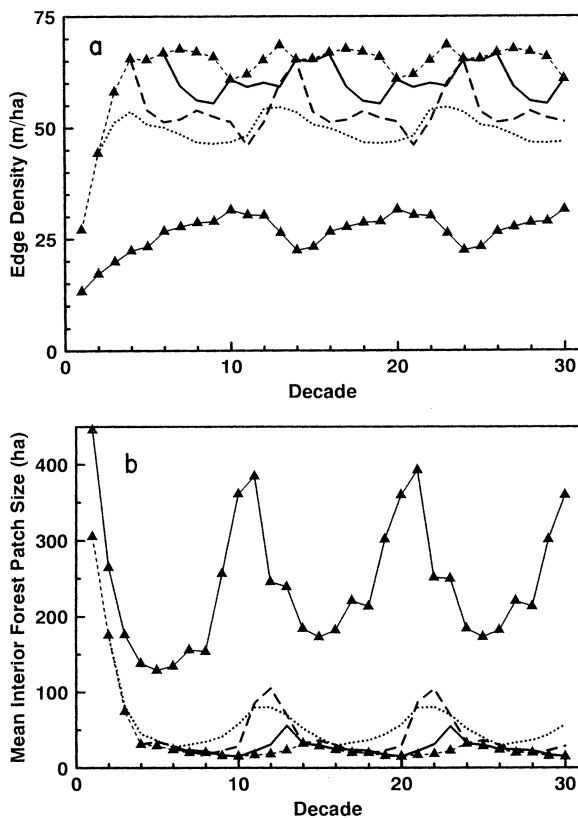 a
Edge Density (m/ha)
75
50
25
0
0 10 20 30
Decade
b
Mean Interior Forest Patch Size (ha)
400
300
200
100
0
0 10 20 30
Decade